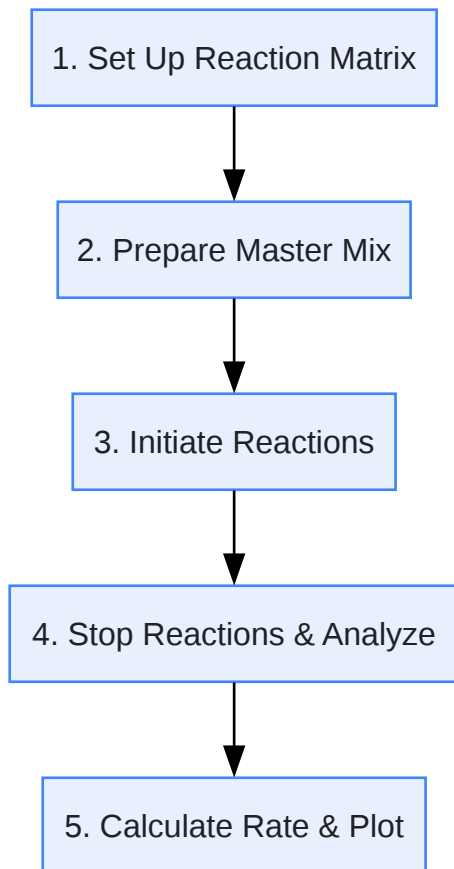 1. Set Up Reaction Matrix
2. Prepare Master Mix
3. Initiate Reactions
4. Stop Reactions & Analyze
5. Calculate Rate & Plot